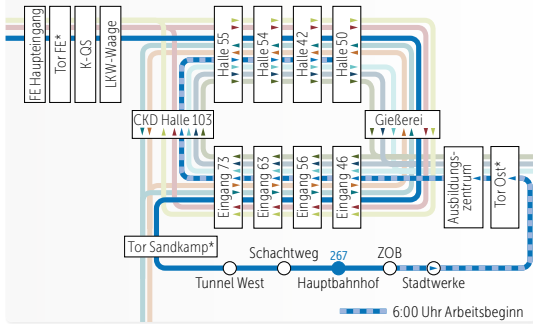 FE Haupteingang
Tor FE*
K-QS
LKW-Waage
Halle 55
Halle 54
Halle 42
Halle 50
CKD Halle 103
Gießerei
Eingang 73
Eingang 63
Eingang 56
Eingang 46
Ausbildungs-
zentrum
Tor Ost*
Tor Sandkamp*
Schachtweg
267
ZOB
Tunnel West
Hauptbahnhof
Stadtwerke
6:00 Uhr Arbeitsbeginn